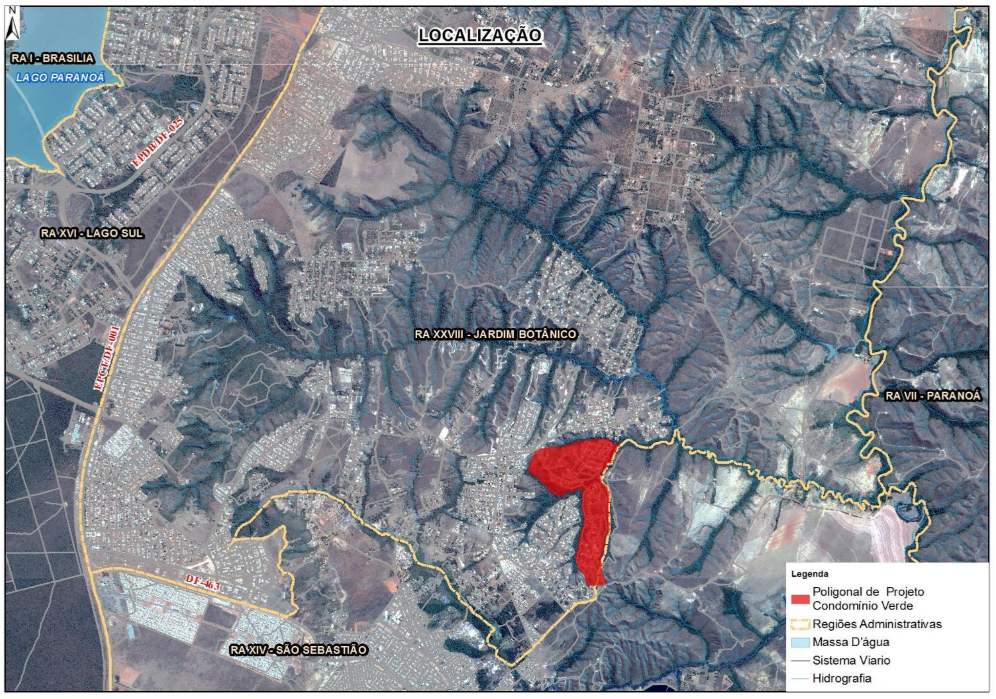 N
LOCALIZAÇÃO
RA I - BRASILIA
LAGO PARANOÁ
EPDB/DF-025
RA XVI - LAGO SUL
EPCT/DF-001
RA XXVIII - JARDIM BOTÂNICO
RA VII - PARANOÁ
DF-463
RA XIV - SÃO SEBASTIÃO
Legenda
Poligonal de Projeto
Condomínio Verde
Regiões Administrativas
Massa D'água
Sistema Viario
Hidrografia